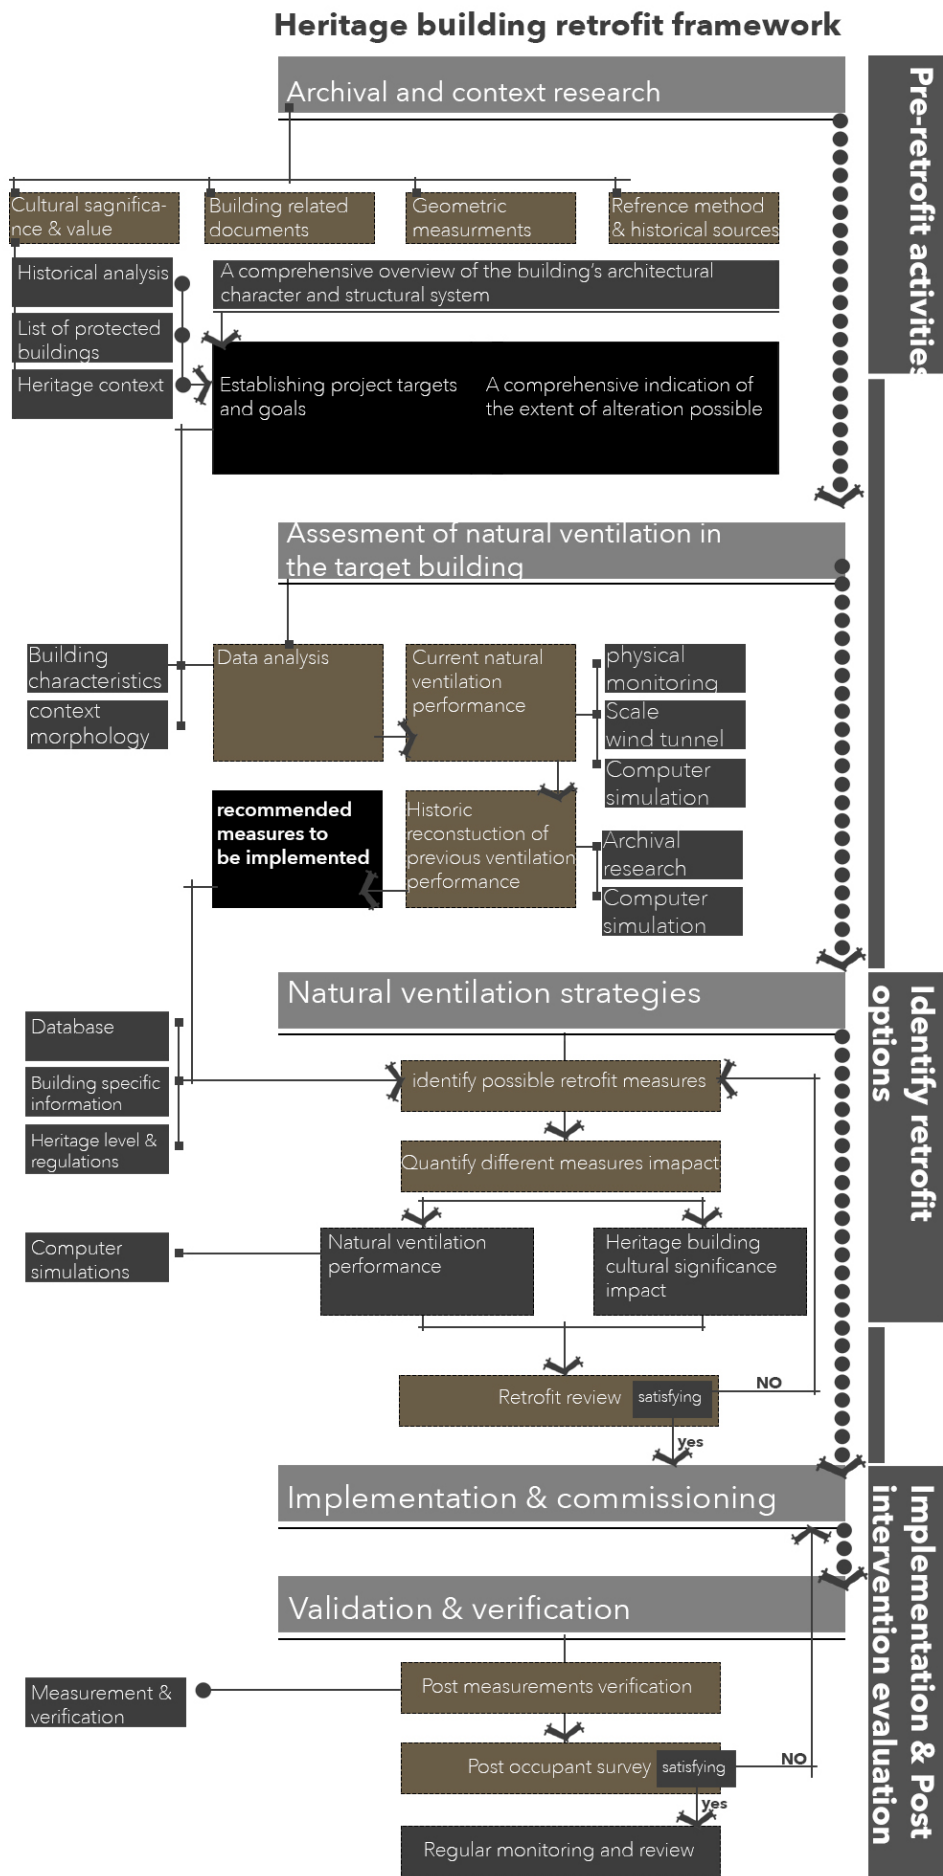 Heritage building retrofit framework
Pre-retrofit activities
Archival and context research
Cultural sagnifica-
nce & value
Building related
documents
Geometric
measurments
Refrence method
& historical sources
Historical analysis
List of protected
buildings
Heritage context
A comprehensive overview of the building's architectural
character and structural system
Establishing project targets
and goals
A comprehensive indication of
the extent of alteration possible
Assesment of natural ventilation in
the target building
Building
characteristics
context
morphology
Data analysis
Current natural
ventilation
performance
physical
monitoring
Scale
wind tunnel
Computer
simulation
recommended
measures to
be implemented
Historic
reconstuction of
previous ventilation
performance
Archival
research
Computer
simulation
Identify retrofit
options
Natural ventilation strategies
Database
Building specific
information
Heritage level &
regulations
identify possible retrofit measures
Quantify different measures imapact
Computer
simulations
Natural ventilation
performance
Heritage building
cultural significance
impact
Retrofit review
satisfying
NO
yes
Implementation & Post
intervention evaluation
Implementation & commissioning
Validation & verification
Measurement &
verification
Post measurements verification
Post occupant survey
satisfying
NO
yes
Regular monitoring and review